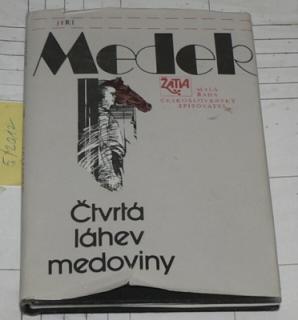 JIŘÍ
Medek
ŽATVA
MALÁ
ŘADA
ČESKOSLOVENSKÝ
SPISOVATEL
Čtvrtá
láhev
medoviny